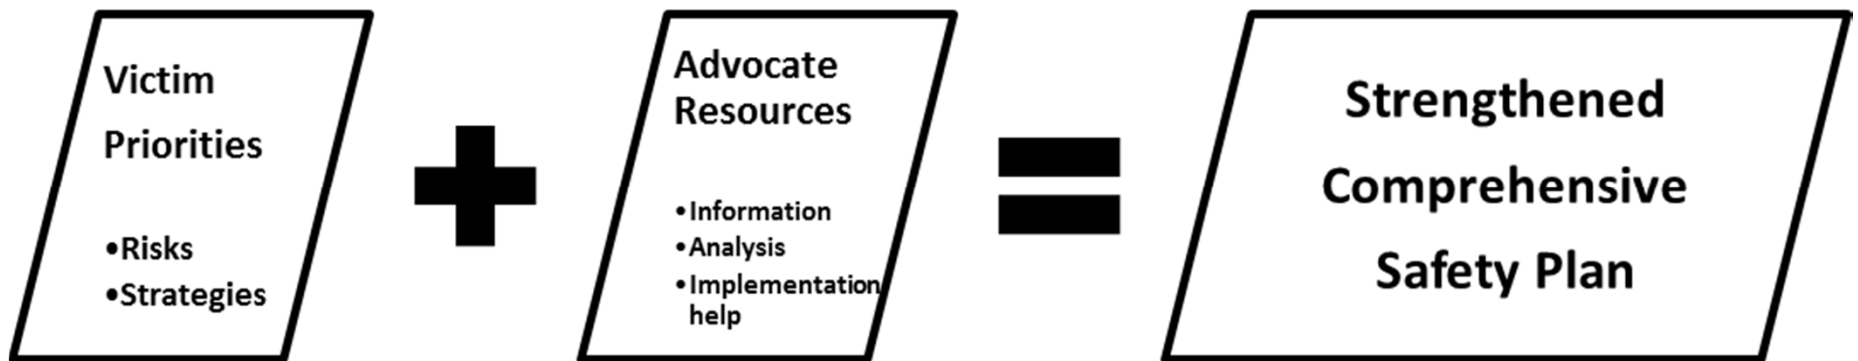 Victim
Priorities
•Risks
•Strategies
Advocate
Resources
•Information
•Analysis
•Implementation
help
Strengthened
Comprehensive
Safety Plan